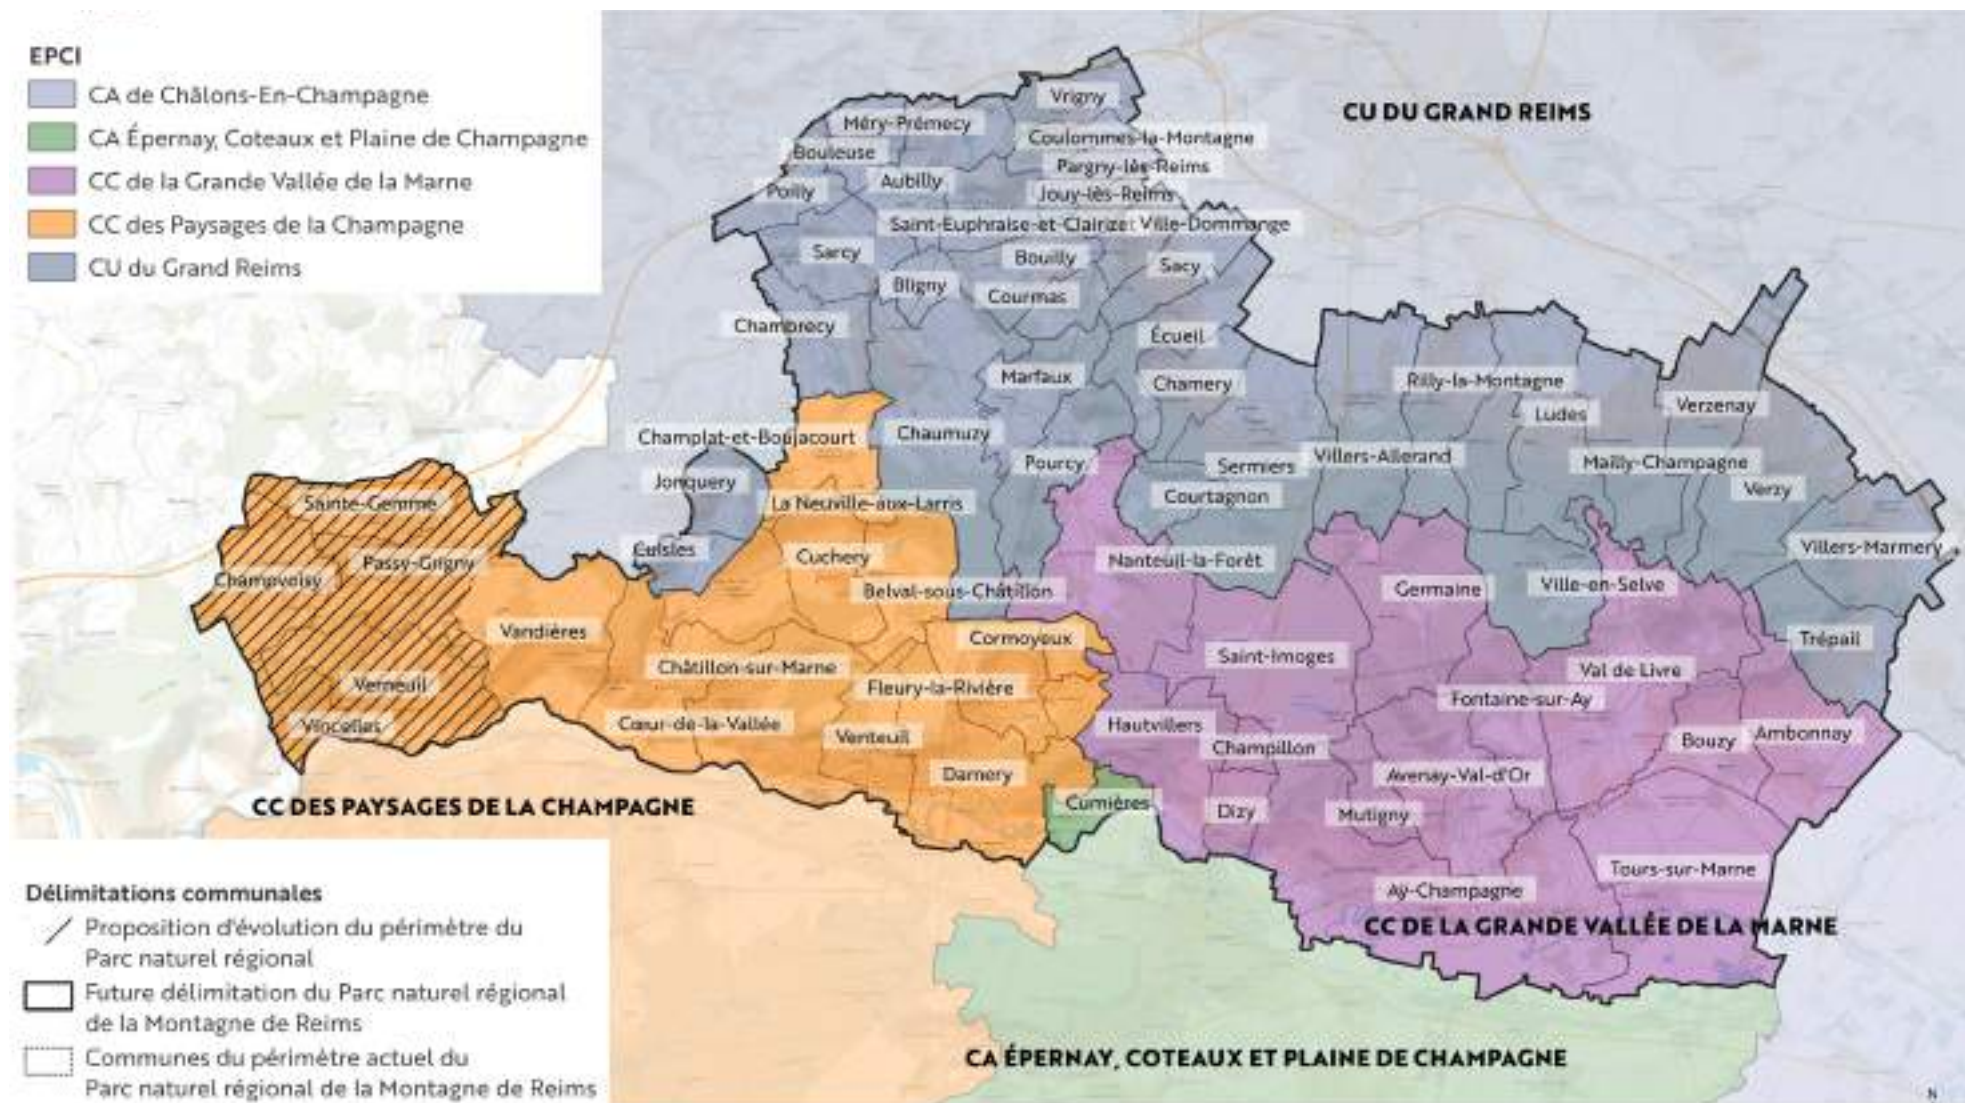 EPCI
CA de Châlons-En-Champagne
CA Épernay, Coteaux et Plaine de Champagne
CC de la Grande Vallée de la Marne
CC des Paysages de la Champagne
CU du Grand Reims
CU DU GRAND REIMS
Vrigny
Méry-Prémecy
Coulommes-la-Montagne
Bouleuse
Pargny-lès-Reims
Aubilly
Poilly
Jouy-lès-Reims
Saint-Euphraise-et-Clairizet
Ville-Dommange
Sarcy
Bouilly
Sacy
Bligny
Courmas
Chambrecy
Écueil
Marfaux
Chamery
Rilly-la-Montagne
Ludes
Verzenay
Champlat-et-Boujacourt
Chaumuzy
Pourcy
Sermiers
Villers-Allerand
Mailly-Champagne
Jonquery
Verzy
La Neuville-aux-Larris
Courtagnon
Sainte-Gemme
Cuisles
Cuchery
Nanteuil-la-Forêt
Villers-Marmery
Passy-Grigny
Champvoisy
Belval-sous-Châtillon
Germaine
Ville-en-Selve
Vandières
Cormoyeux
Trépail
Saint-Imoges
Châtillon-sur-Marne
Val de Livre
Verneuil
Fleury-la-Rivière
Fontaine-sur-Ay
Vincelles
Cœur-de-la-Vallée
Venteuil
Hautvillers
Champillon
Bouzy
Ambonnay
Damery
Avenay-Val-d'Or
CC DES PAYSAGES DE LA CHAMPAGNE
Cumières
Dizy
Mutigny
Tours-sur-Marne
Aÿ-Champagne
CC DE LA GRANDE VALLÉE DE LA MARNE
CA ÉPERNAY, COTEAUX ET PLAINE DE CHAMPAGNE
Délimitations communales
Proposition d'évolution du périmètre du
Parc naturel régional
Future délimitation du Parc naturel régional
de la Montagne de Reims
Communes du périmètre actuel du
Parc naturel régional de la Montagne de Reims
N